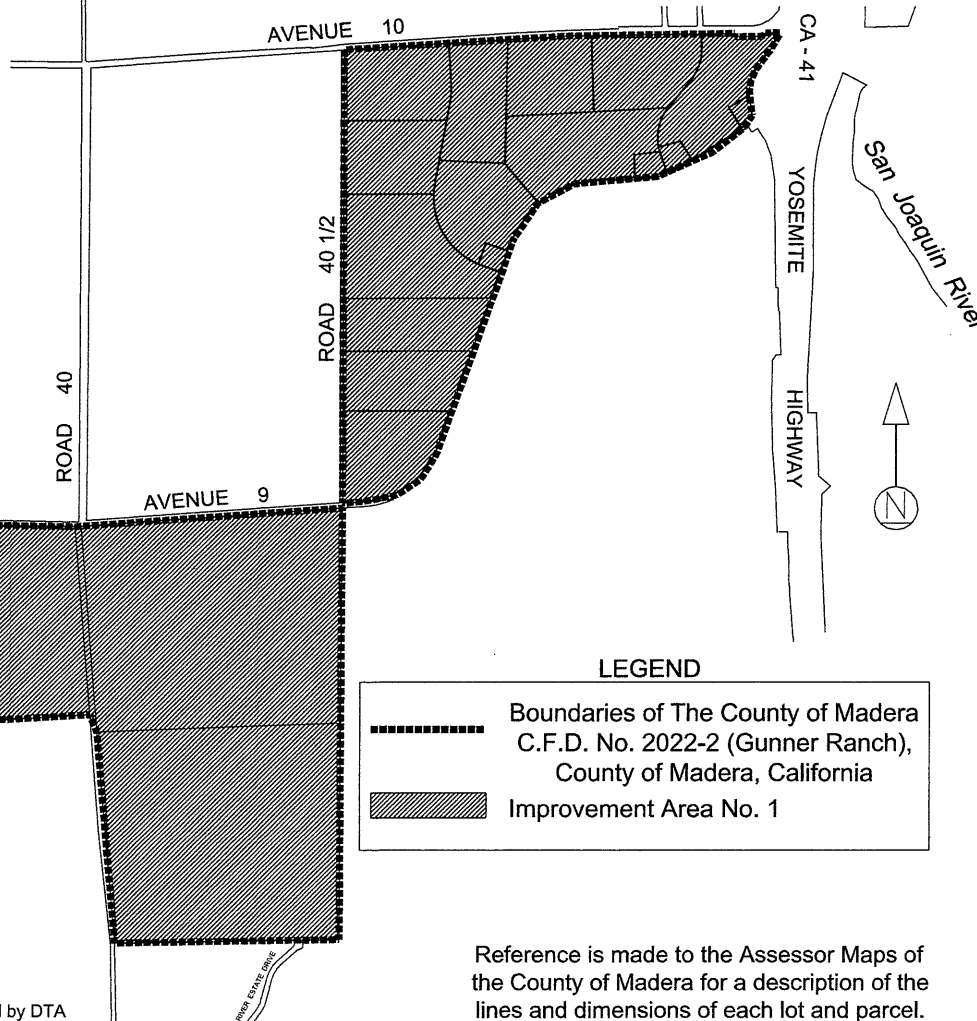 AVENUE 10
CA - 41
San Joaquin River
YOSEMITE
HIGHWAY
ROAD 40 1/2
ROAD 40
AVENUE 9
N
LEGEND
Boundaries of The County of Madera
C.F.D. No. 2022-2 (Gunner Ranch),
County of Madera, California
Improvement Area No. 1
RIVER ESTATE DRIVE
Reference is made to the Assessor Maps of
the County of Madera for a description of the
lines and dimensions of each lot and parcel.
by DTA